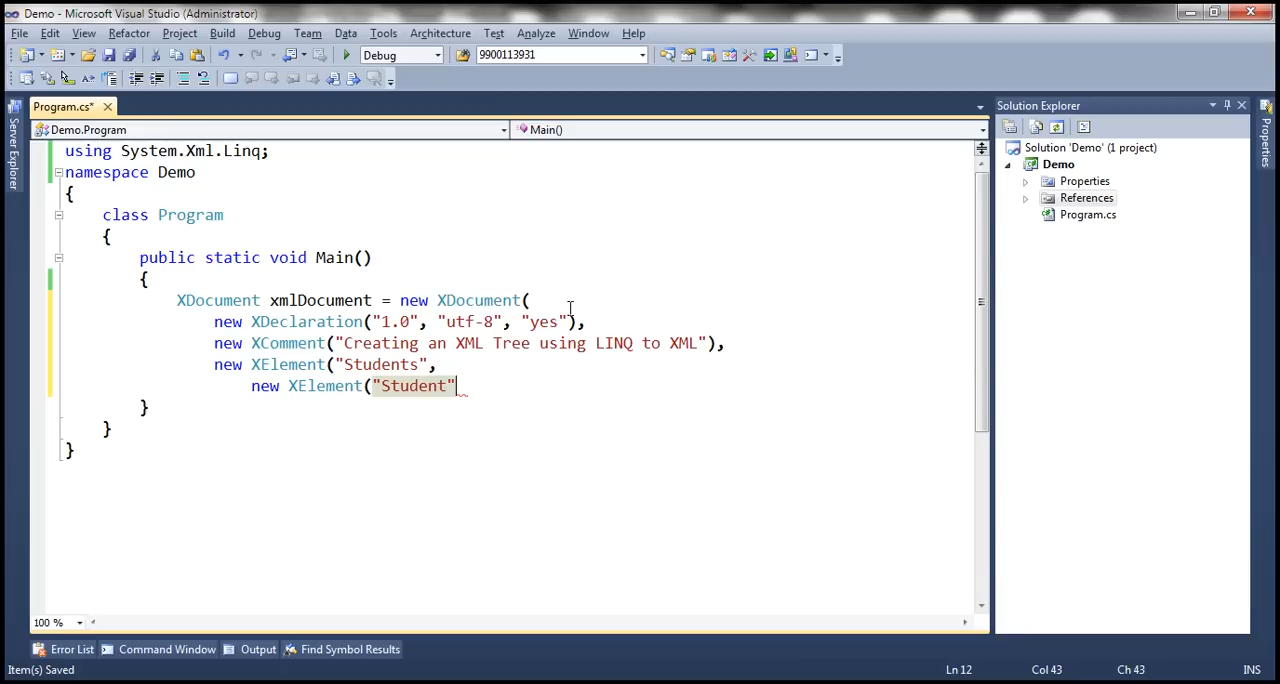 Demo - Microsoft Visual Studio (Administrator)
File Edit View Refactor Project Build Debug Team Data Tools Architecture Test Analyze Window Help
Debug 9900113931
Program.cs*
Solution Explorer
Demo.Program Main()
Server Explorer
Properties
using System.Xml.Linq;
namespace Demo
{
class Program
{
public static void Main()
{
XDocument xmlDocument = new XDocument(
new XDeclaration("1.0", "utf-8", "yes"),
new XComment("Creating an XML Tree using LINQ to XML"),
new XElement("Students",
new XElement("Student"
}
}
}
Solution 'Demo' (1 project)
Demo
Properties
References
Program.cs
100 %
Error List Command Window Output Find Symbol Results
Item(s) Saved Ln 12 Col 43 Ch 43 INS